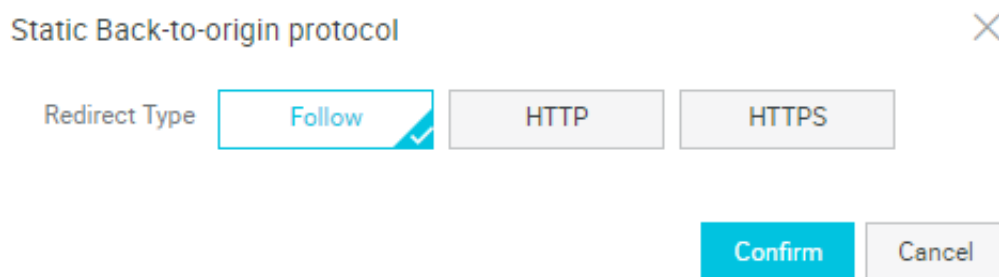 Static Back-to-origin protocol
Redirect Type Follow HTTP HTTPS
Confirm Cancel